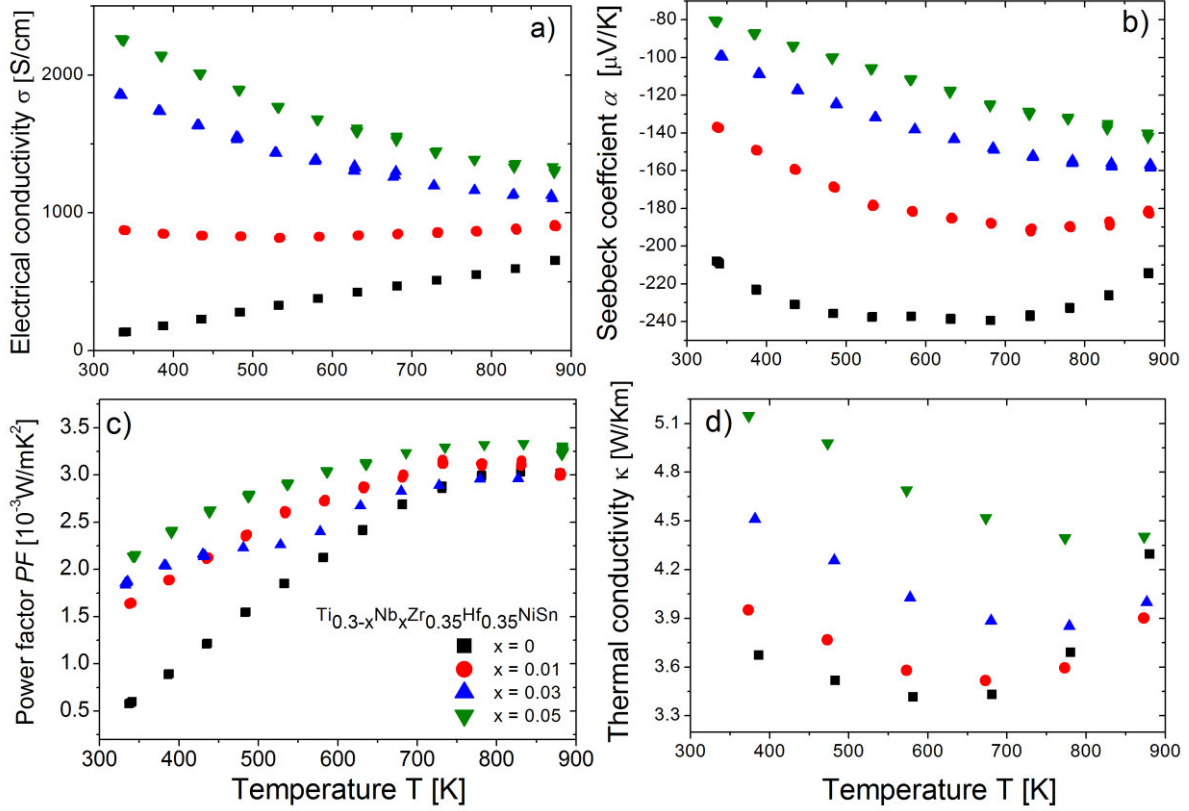 a)
Electrical conductivity σ [S/cm]
2000
1000
0
300 400 500 600 700 800 900
b)
Seebeck coeffcient α [μV/K]
-80
-100
-120
-140
-160
-180
-200
-220
-240
300 400 500 600 700 800 900
c)
Power factor PF [10⁻³W/mK²]
3.5
3.0
2.5
2.0
1.5
1.0
0.5
Ti₀.₃₋ₓNbₓZr₀.₃₅Hf₀.₃₅NiSn
x = 0
x = 0.01
x = 0.03
x = 0.05
300 400 500 600 700 800 900
Temperature T [K]
d)
Thermal conductivity κ [W/Km]
5.1
4.8
4.5
4.2
3.9
3.6
3.3
300 400 500 600 700 800 900
Temperature T [K]